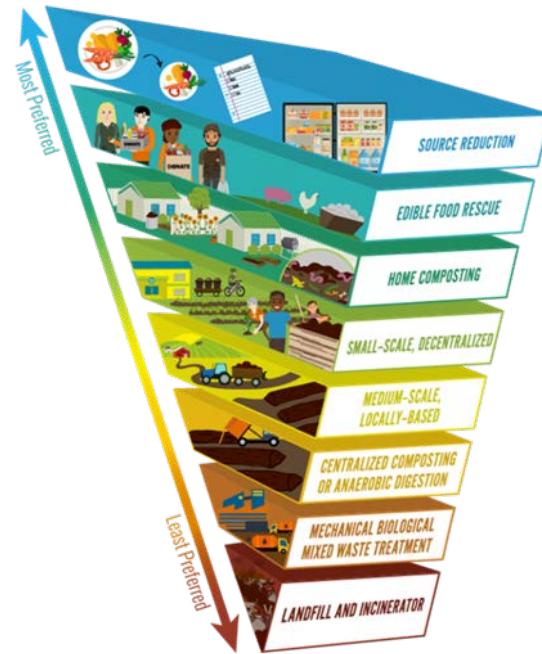 Most Preferred
SOURCE REDUCTION
DONATE
DONATE
EDIBLE FOOD RESCUE
HOME COMPOSTING
SMALL-SCALE, DECENTRALIZED
MEDIUM-SCALE,
LOCALLY-BASED
CENTRALIZED COMPOSTING
OR ANAEROBIC DIGESTION
MECHANICAL BIOLOGICAL
MIXED WASTE TREATMENT
Least Preferred
LANDFILL AND INCINERATOR